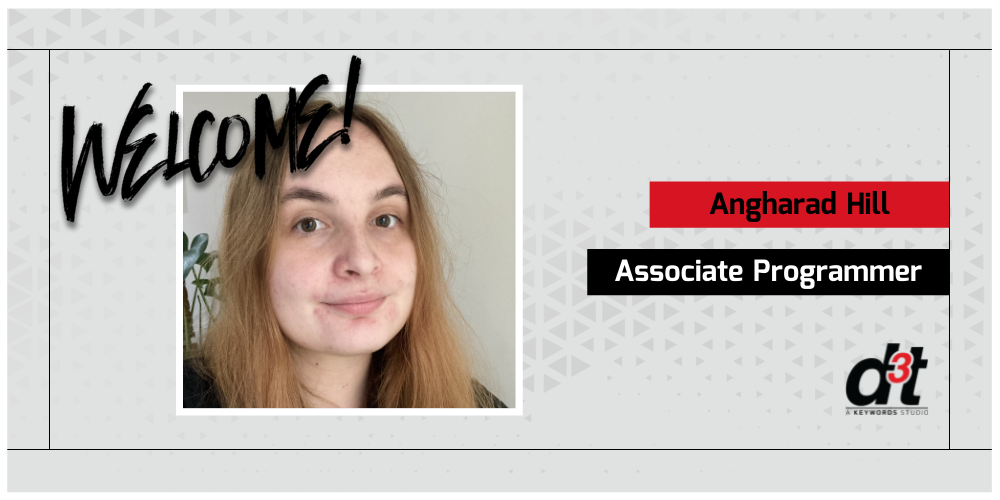 WELCOME!
Angharad Hill
Associate Programmer
d3t
A KEYWORDS STUDIO